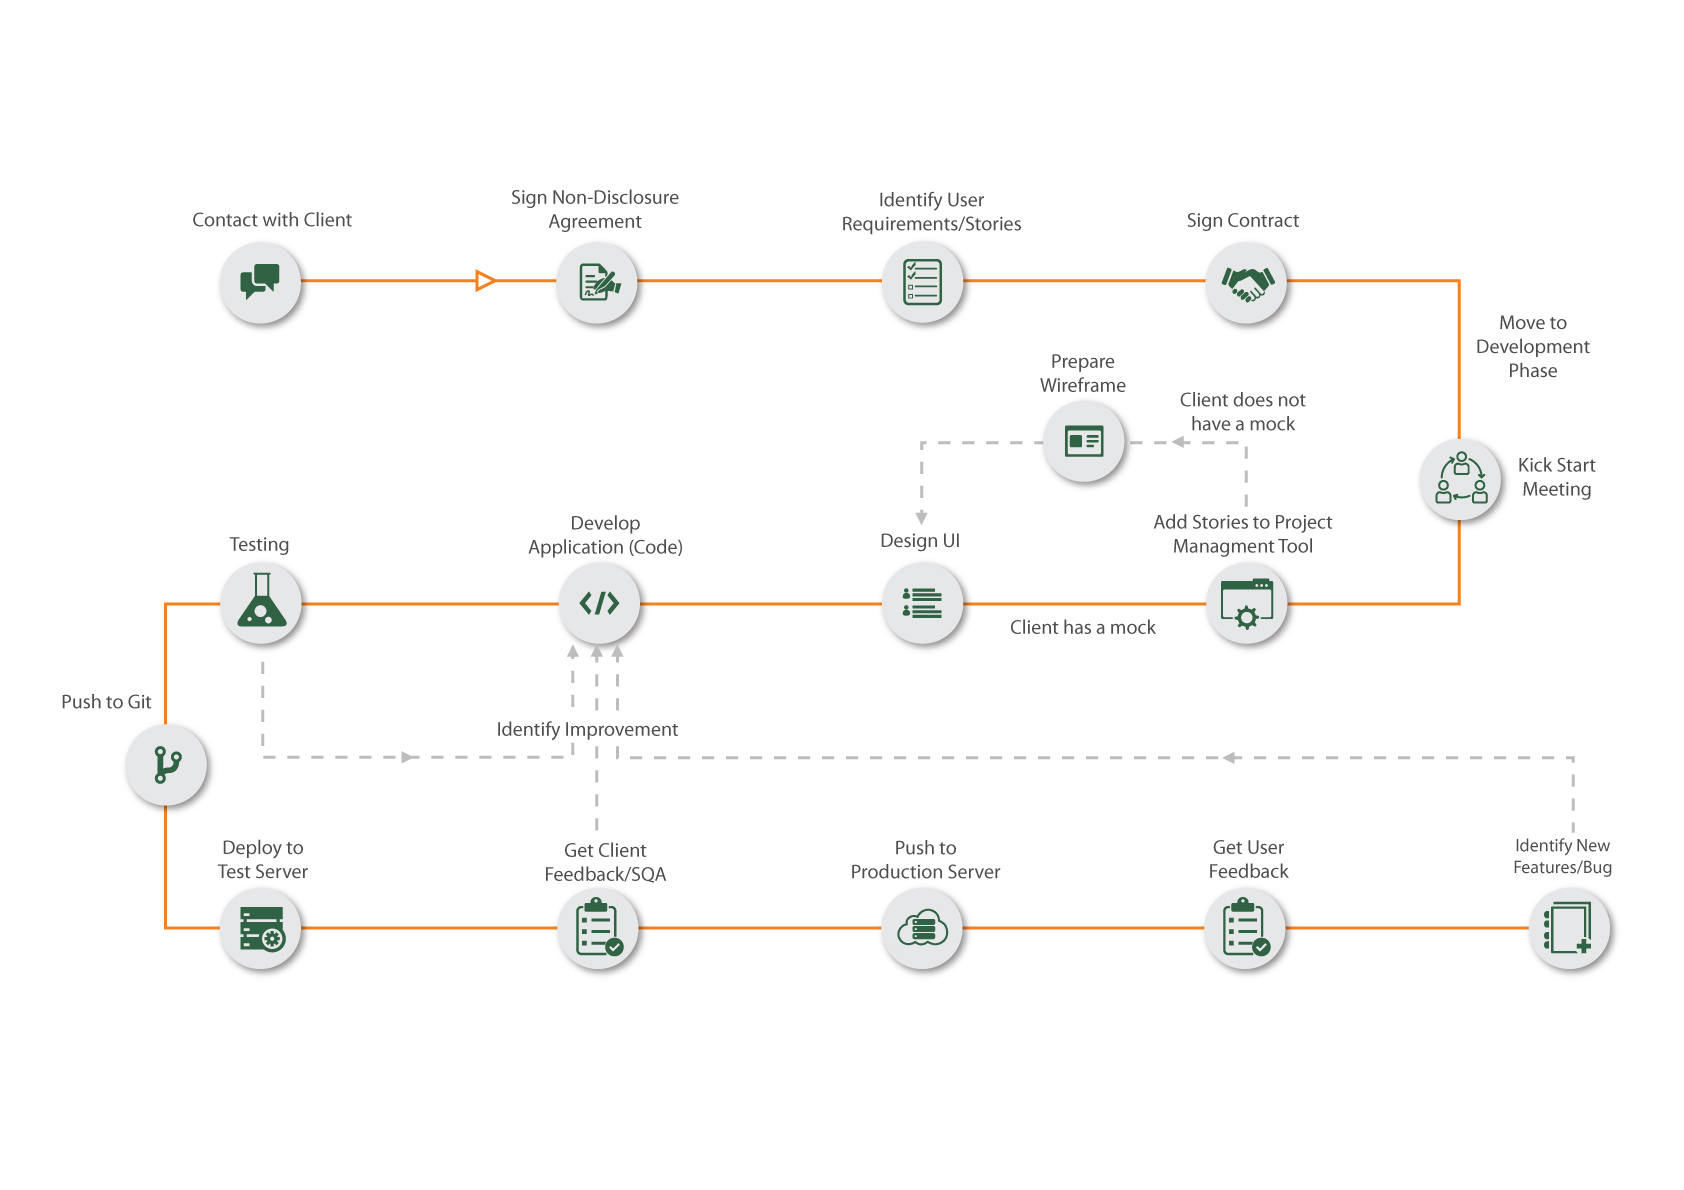 Contact with Client
Sign Non-Disclosure
Agreement
Identify User
Requirements/Stories
Sign Contract
Move to
Development
Phase
Prepare
Wireframe
Client does not
have a mock
Kick Start
Meeting
Testing
Develop
Application (Code)
Design UI
Add Stories to Project
Managment Tool
Client has a mock
Push to Git
Identify Improvement
Deploy to
Test Server
Get Client
Feedback/SQA
Push to
Production Server
Get User
Feedback
Identify New
Features/Bug